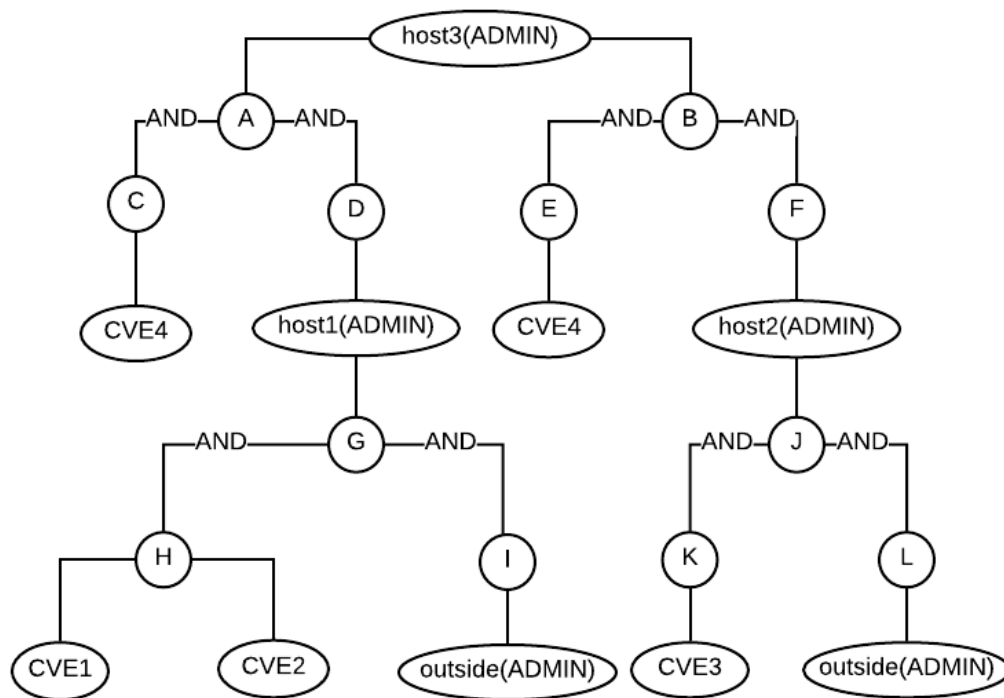 host3(ADMIN)
AND A AND
AND B AND
C
D
E
F
CVE4
host1(ADMIN)
CVE4
host2(ADMIN)
AND G AND
AND J AND
H
I
K
L
CVE1
CVE2
outside(ADMIN)
CVE3
outside(ADMIN)